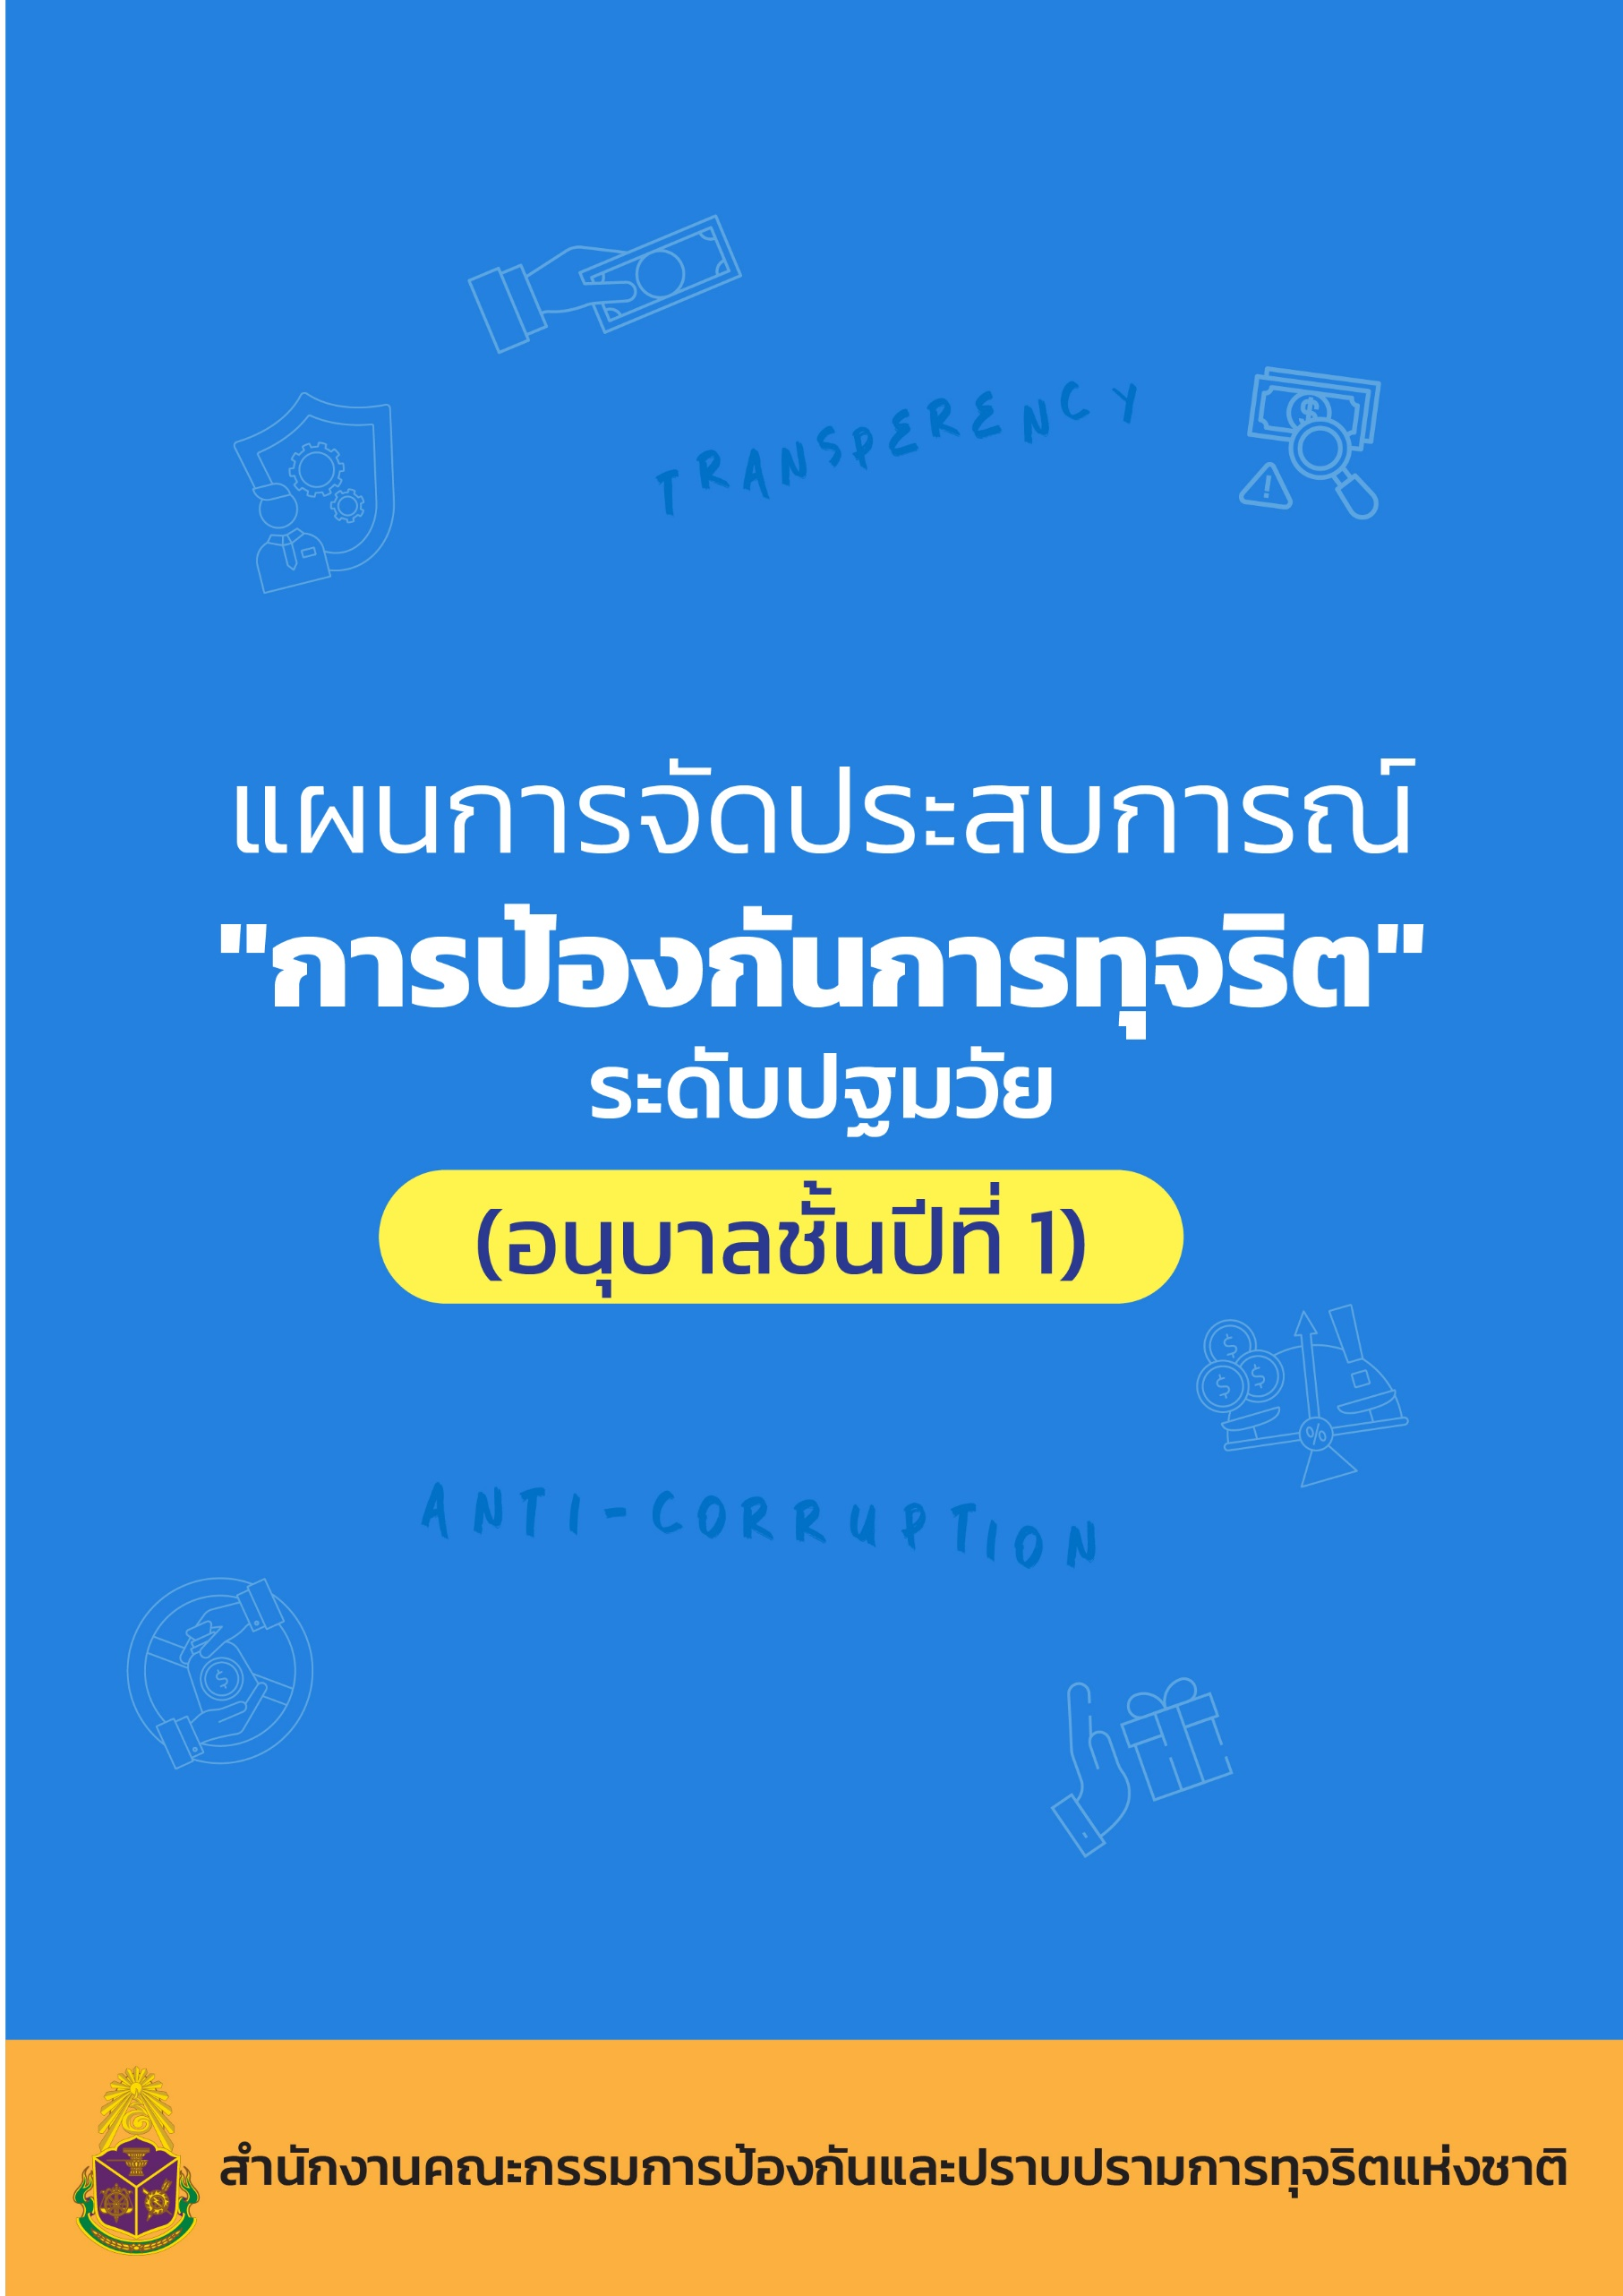 TRANSPERENCY
แผนการจัดประสบการณ์
"การป้องกันการทุจริต"
ระดับปฐมวัย
(อนุบาลชั้นปีที่ 1)
ANTI-CORRUPTION
สำนักงานคณะกรรมการป้องกันและปราบปรามการทุจริตแห่งชาติ